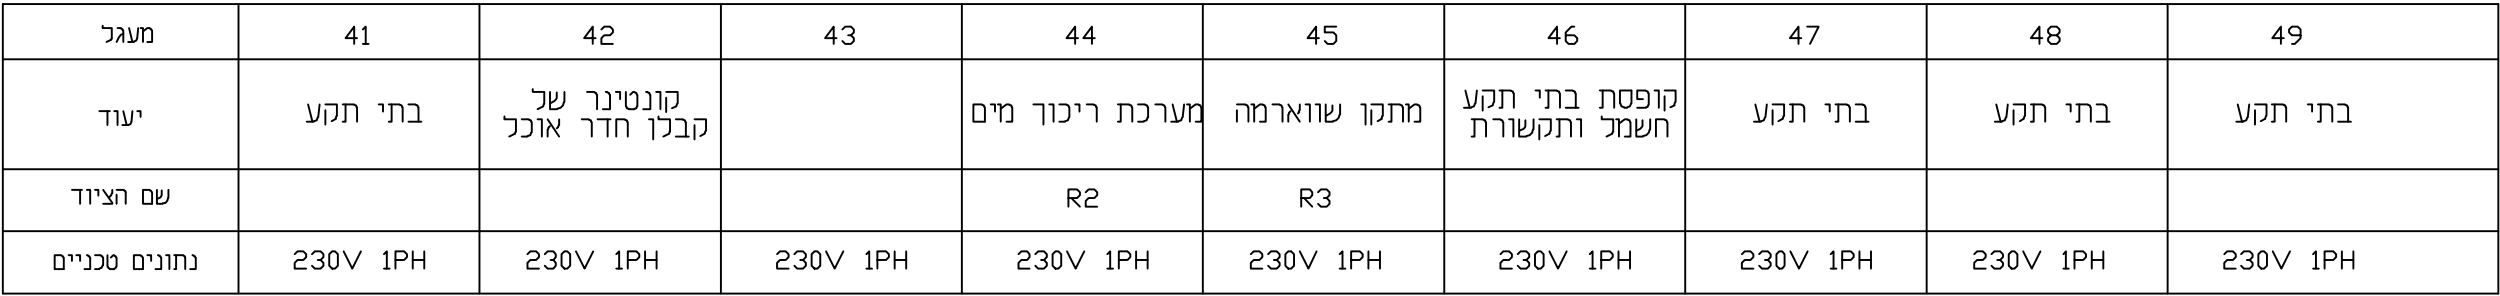 מעגל 41 42 43 44 45 46 47 48 49
יעוד בתי תקע קונטינר של קבלן חדר אוכל מערכת ריכוך מים מתקן שווארמה קופסת בתי תקע חשמל ותקשורת בתי תקע בתי תקע בתי תקע
שם הציוד R2 R3
נתונים טכניים 230V 1PH 230V 1PH 230V 1PH 230V 1PH 230V 1PH 230V 1PH 230V 1PH 230V 1PH 230V 1PH